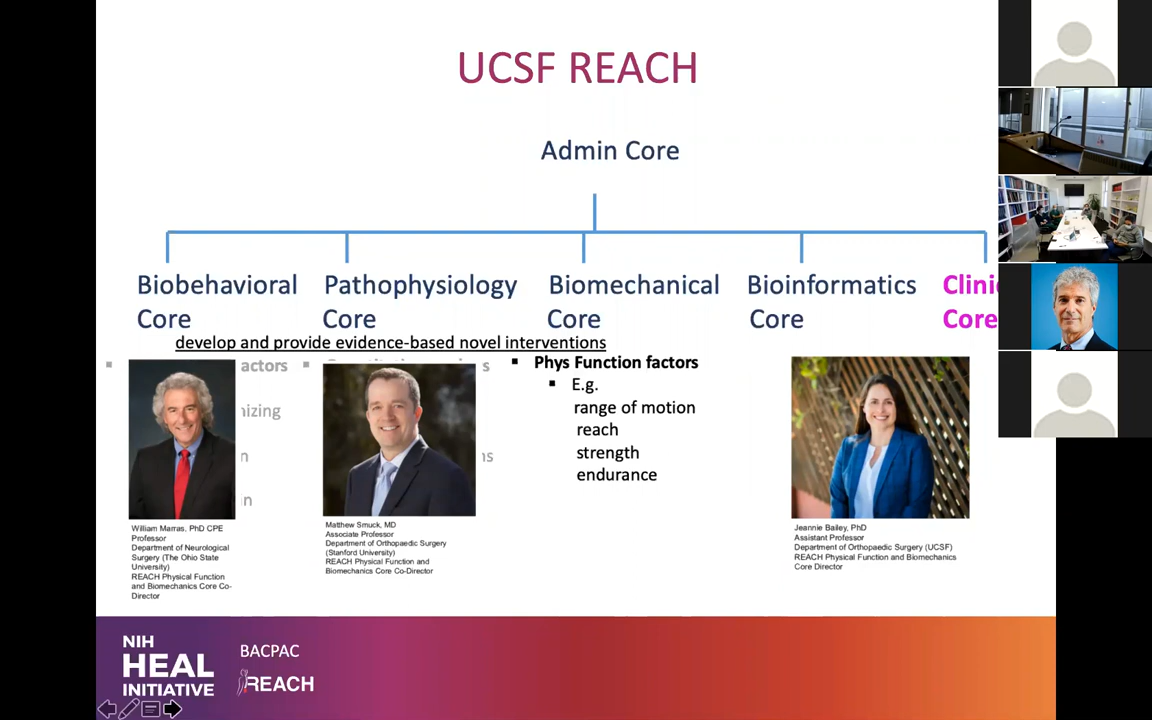 UCSF REACH
Admin Core
Biobehavioral
Core
Pathophysiology
Core
Biomechanical
Core
Bioinformatics
Core
Clini
Core
develop and provide evidence-based novel interventions
actors
s
nizing
n
ns
n
Phys Function factors
E.g.
range of motion
reach
strength
endurance
William Marras, PhD CPE
Professor
Department of Neurological
Surgery (The Ohio State
University)
REACH Physical Function
and Biomechanics Core Co-
Director
Matthew Smuck, MD
Associate Professor
Department of Orthopaedic Surgery
(Stanford University)
REACH Physical Function and
Biomechanics Core Co-Director
Jeannie Bailey, PhD
Assistant Professor
Department of Orthopaedic Surgery (UCSF)
REACH Physical Function and Biomechanics
Core Director
NIH
HEAL
INITIATIVE
BACPAC
REACH